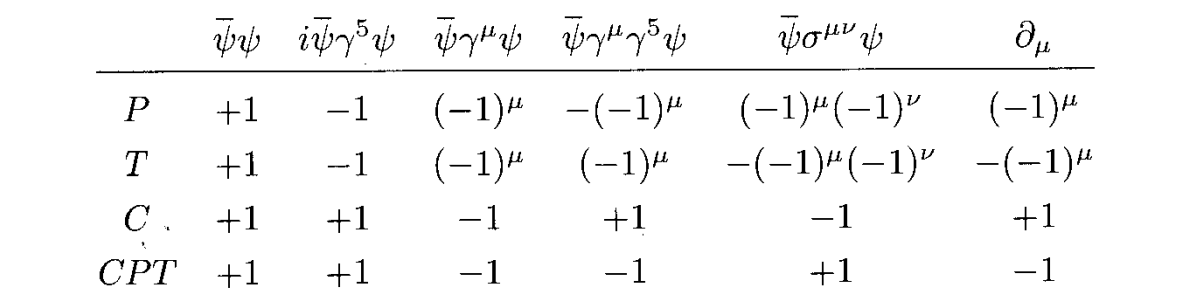 ψ̄ψ iψ̄γ⁵ψ ψ̄γ^μψ ψ̄γ^μγ⁵ψ ψ̄σ^{μν}ψ ∂_μ
P +1 −1 (−1)^μ −(−1)^μ (−1)^μ(−1)^ν (−1)^μ
T +1 −1 (−1)^μ (−1)^μ −(−1)^μ(−1)^ν −(−1)^μ
C +1 +1 −1 +1 −1 +1
CPT +1 +1 −1 −1 +1 −1